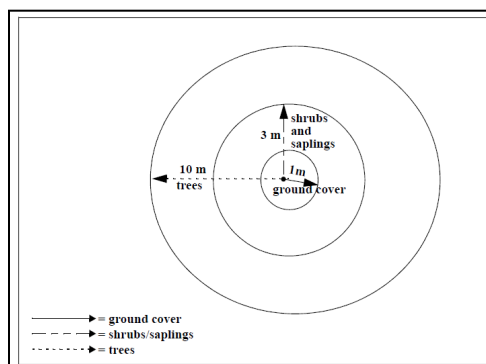 shrubs
and
saplings
3 m
10 m
trees
1m
ground cover
= ground cover
= shrubs/saplings
= trees